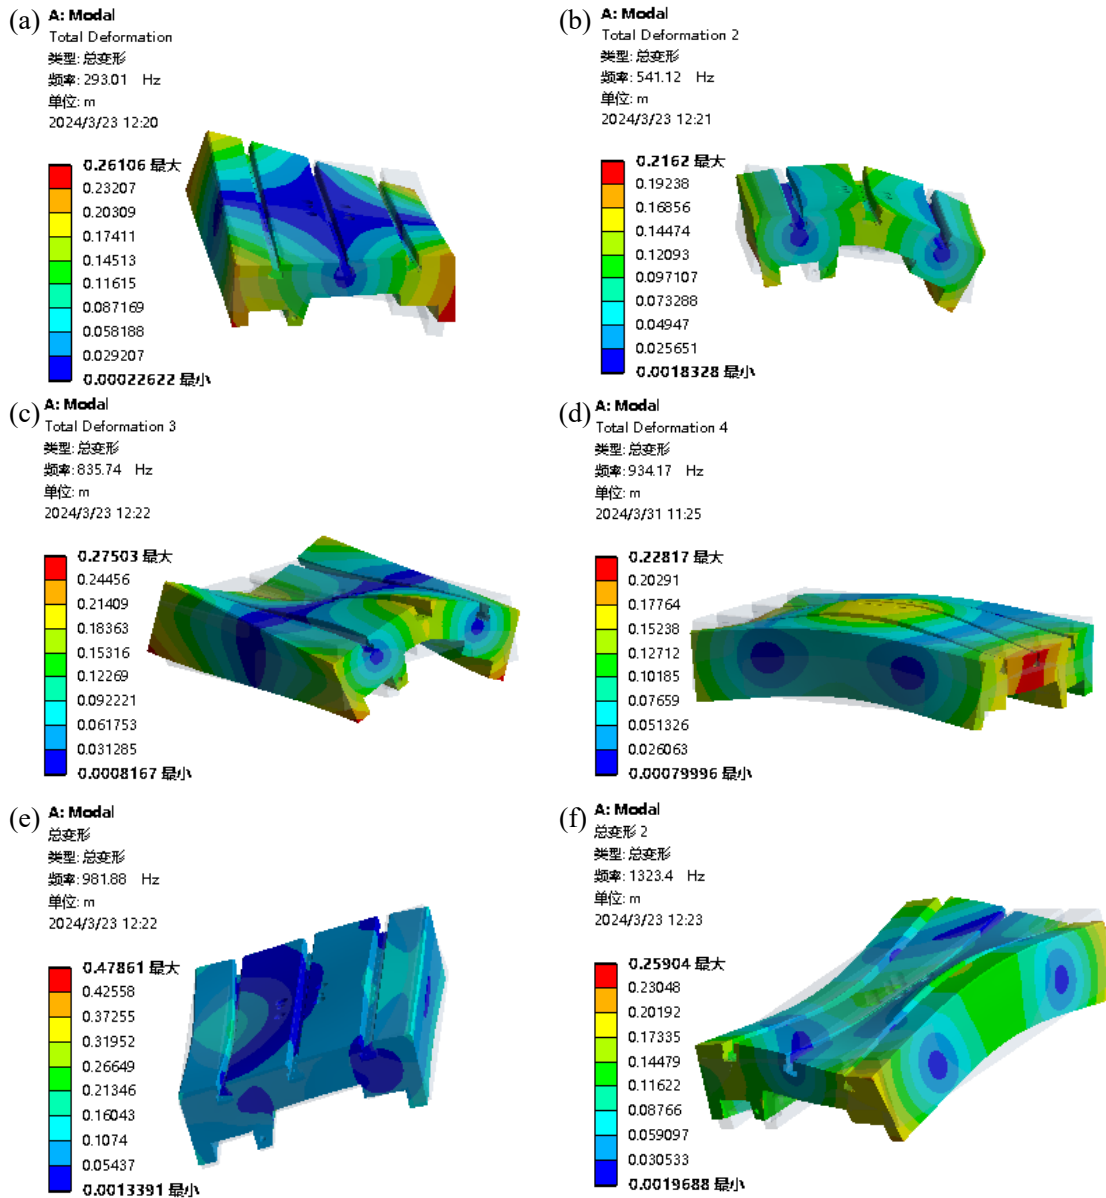 (a)
A: Modal
Total Deformation
类型: 总变形
频率: 293.01 Hz
单位: m
2024/3/23 12:20
0.26106 最大
0.23207
0.20309
0.17411
0.14513
0.11615
0.087169
0.058188
0.029207
0.00022622 最小
(b)
A: Modal
Total Deformation 2
类型: 总变形
频率: 541.12 Hz
单位: m
2024/3/23 12:21
0.2162 最大
0.19238
0.16856
0.14474
0.12093
0.097107
0.073288
0.04947
0.025651
0.0018328 最小
(c)
A: Modal
Total Deformation 3
类型: 总变形
频率: 835.74 Hz
单位: m
2024/3/23 12:22
0.27503 最大
0.24456
0.21409
0.18363
0.15316
0.12269
0.092221
0.061753
0.031285
0.0008167 最小
(d)
A: Modal
Total Deformation 4
类型: 总变形
频率: 934.17 Hz
单位: m
2024/3/31 11:25
0.22817 最大
0.20291
0.17764
0.15238
0.12712
0.10185
0.07659
0.051326
0.026063
0.00079996 最小
(e)
A: Modal
总变形
类型: 总变形
频率: 981.88 Hz
单位: m
2024/3/23 12:22
0.47861 最大
0.42558
0.37255
0.31952
0.26649
0.21346
0.16043
0.1074
0.05437
0.0013391 最小
(f)
A: Modal
总变形 2
类型: 总变形
频率: 1323.4 Hz
单位: m
2024/3/23 12:23
0.25904 最大
0.23048
0.20192
0.17335
0.14479
0.11622
0.08766
0.059097
0.030533
0.0019688 最小